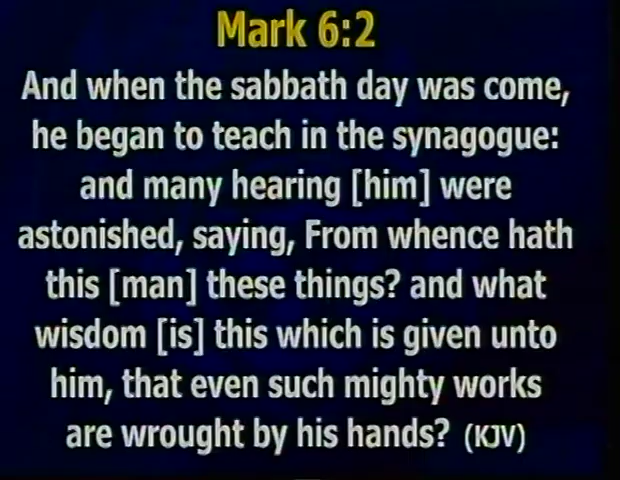 Mark 6:2
And when the sabbath day was come,
he began to teach in the synagogue:
and many hearing [him] were
astonished, saying, From whence hath
this [man] these things? and what
wisdom [is] this which is given unto
him, that even such mighty works
are wrought by his hands? (KJV)